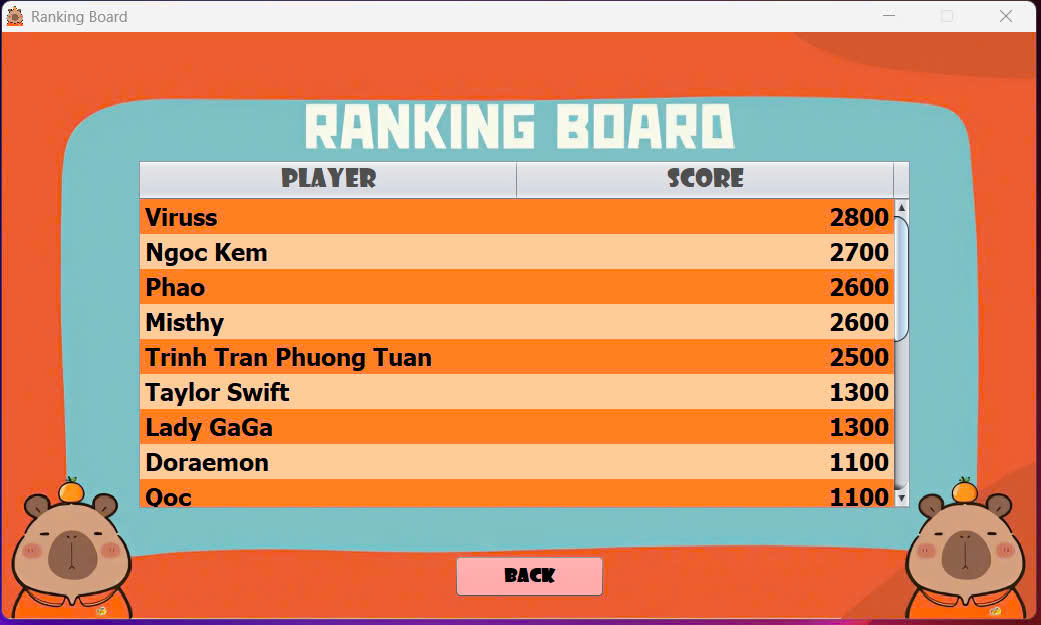 Ranking Board
RANKING BOARD
PLAYER SCORE
Viruss 2800
Ngoc Kem 2700
Phao 2600
Misthy 2600
Trinh Tran Phuong Tuan 2500
Taylor Swift 1300
Lady GaGa 1300
Doraemon 1100
Ooc 1100
BACK